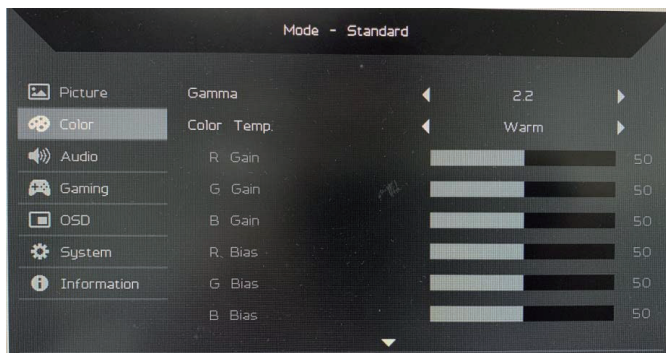 Mode - Standard
Picture
Gamma
2.2
Color
Color Temp.
Warm
Audio
R Gain
50
Gaming
G Gain
50
OSD
B Gain
50
System
R. Bias
50
Information
G Bias
50
B Bias
50